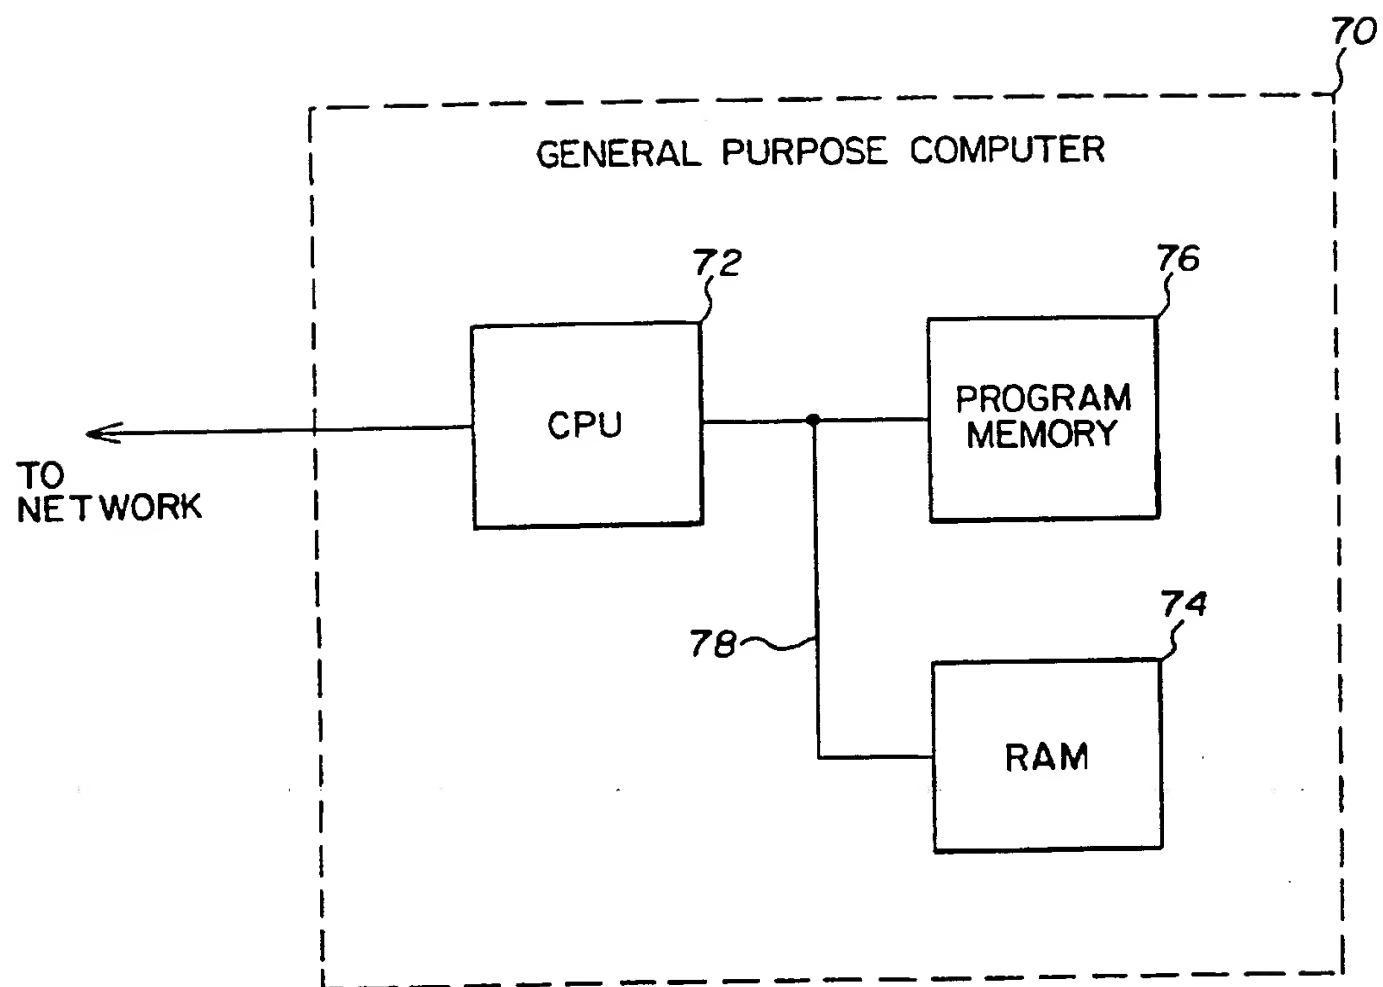 70
GENERAL PURPOSE COMPUTER
72
76
CPU
PROGRAM
MEMORY
TO
NETWORK
74
78
RAM